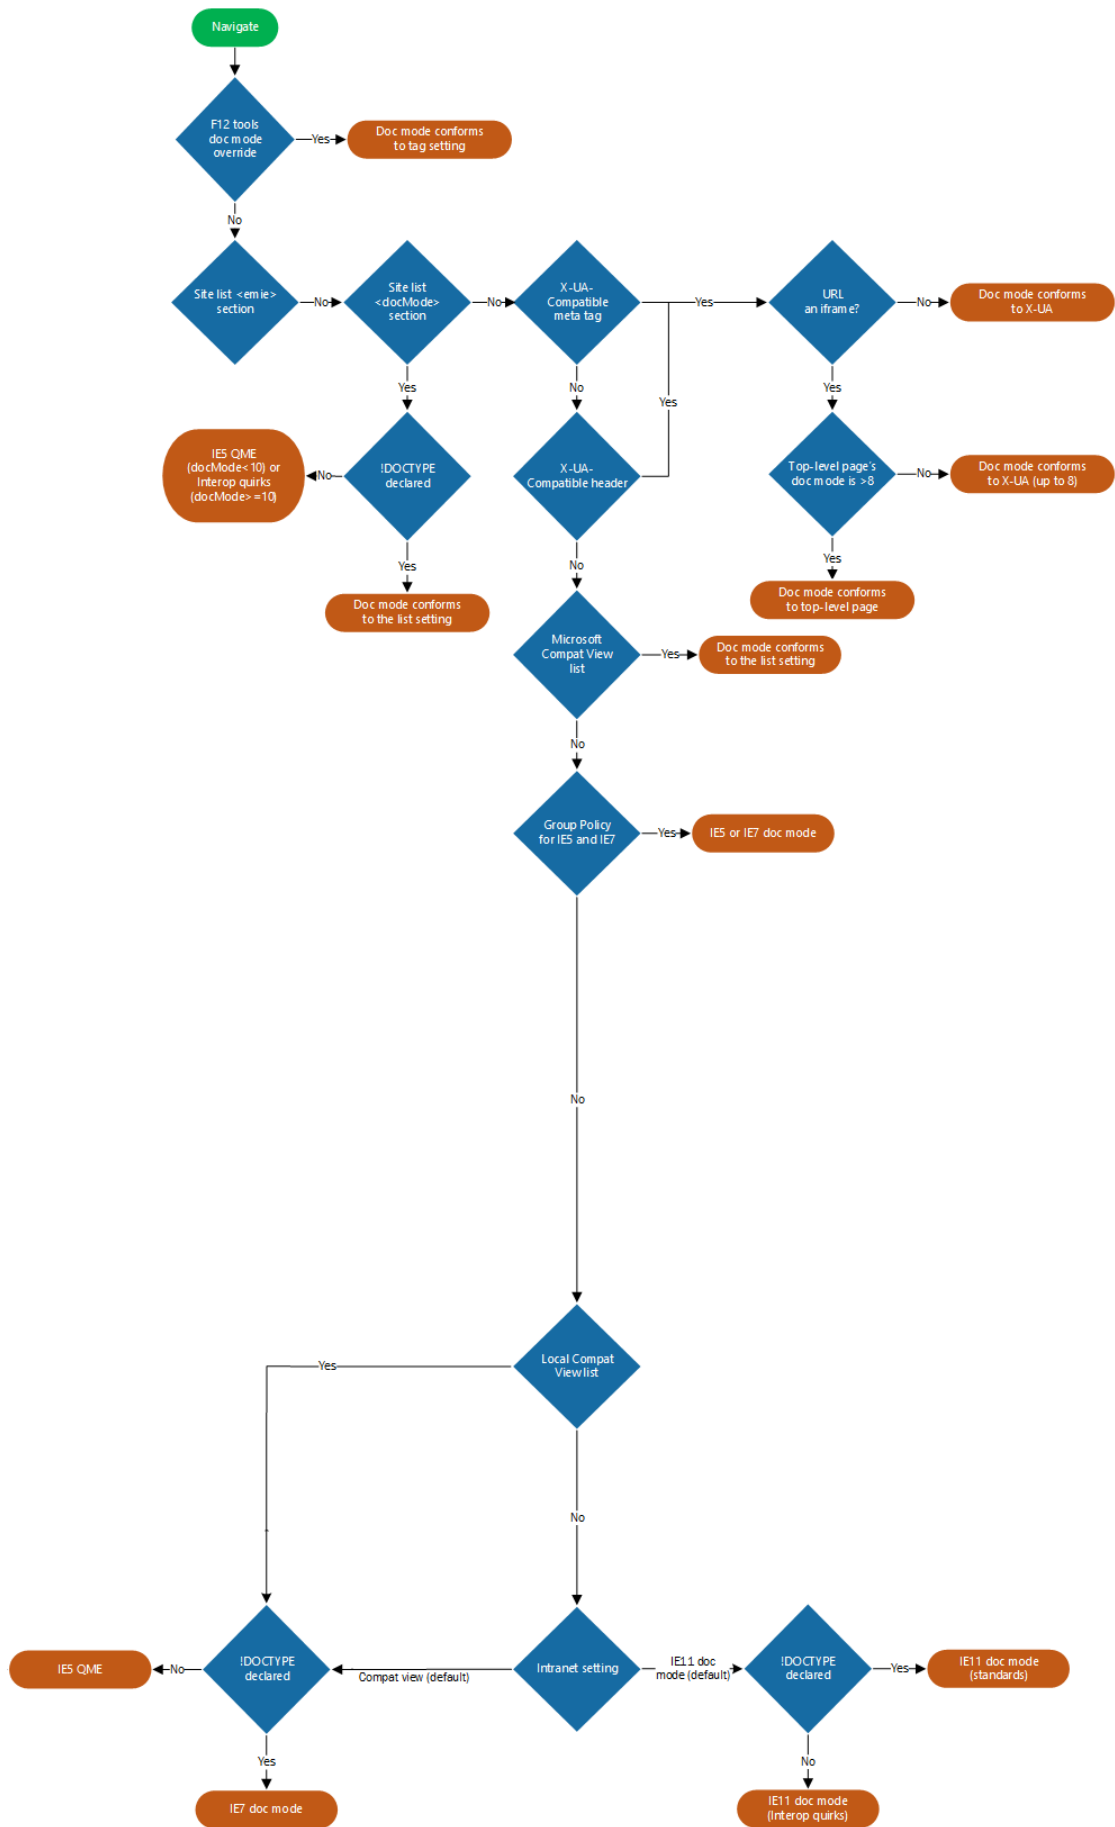 Navigate
F12 tools
doc mode
override
Yes
Doc mode conforms
to tag setting
No
Site list <emie>
section
No
Site list
<docMode>
section
No
X-UA-
Compatible
meta tag
Yes
URL
an iframe?
No
Doc mode conforms
to X-UA
Yes
No
Yes
Yes
IE5 QME
(docMode<10) or
Interop quirks
(docMode>=10)
No
!DOCTYPE
declared
X-UA-
Compatible header
Top-level page's
doc mode is >8
No
Doc mode conforms
to X-UA (up to 8)
Yes
No
Yes
Doc mode conforms
to the list setting
Doc mode conforms
to top-level page
Microsoft
Compat View
list
Yes
Doc mode conforms
to the list setting
No
Group Policy
for IE5 and IE7
Yes
IE5 or IE7 doc mode
No
Local Compat
View list
Yes
No
IE5 QME
No
!DOCTYPE
declared
Compat view (default)
Intranet setting
IE11 doc
mode (default)
!DOCTYPE
declared
Yes
IE11 doc mode
(standards)
Yes
No
IE7 doc mode
IE11 doc mode
(Interop quirks)